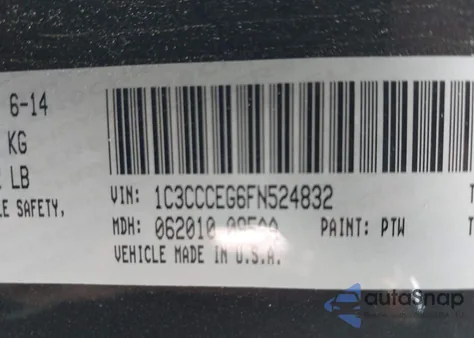 6-14
KG
LB
LE SAFETY,
VIN: 1C3CCCEG6FN524832
MDH: 062010
PAINT: PTW
VEHICLE MADE IN U.S.A.
autosnap